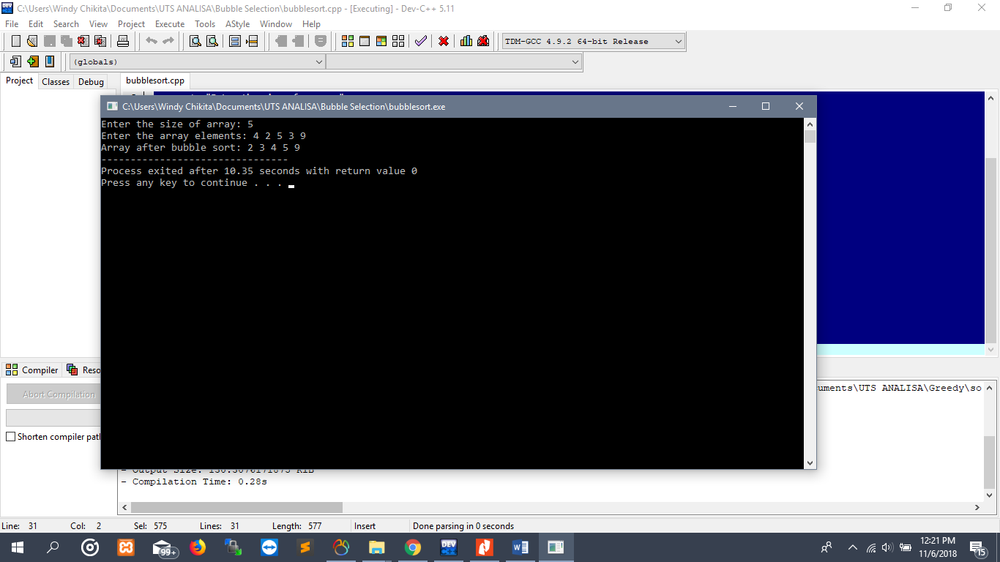 C:\Users\Windy Chikita\Documents\UTS ANALISA\Bubble Selection\bubblesort.cpp - [Executing] - Dev-C++ 5.11
File Edit Search View Project Execute Tools AStyle Window Help
TDM-GCC 4.9.2 64-bit Release
(globals)
Project Classes Debug bubblesort.cpp
C:\Users\Windy Chikita\Documents\UTS ANALISA\Bubble Selection\bubblesort.exe
Enter the size of array: 5
Enter the array elements: 4 2 5 3 9
Array after bubble sort: 2 3 4 5 9
--------------------------------
Process exited after 10.35 seconds with return value 0
Press any key to continue . . .
Compiler Reso
Abort Compilation
uments\UTS ANALISA\Greedy\so
Shorten compiler path
- Output Size:
- Compilation Time: 0.28s
Line: 31 Col: 2 Sel: 575 Lines: 31 Length: 577 Insert Done parsing in 0 seconds
99+ DEV 12:21 PM
11/6/2018 15